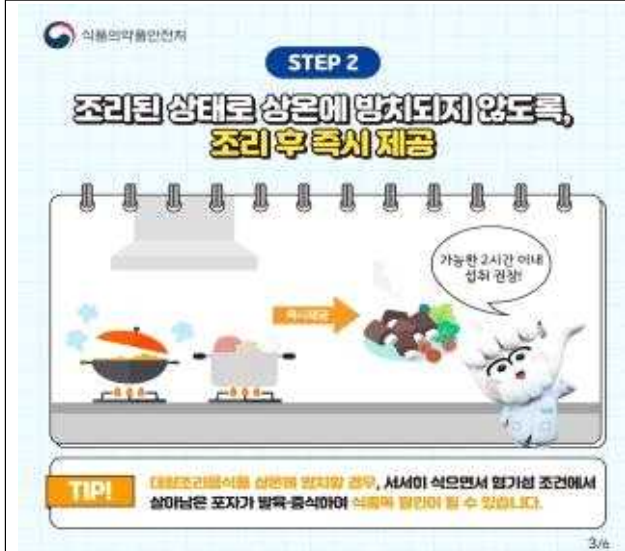 식품의약품안전처
STEP 2
조리된 상태로 상온에 방치되지 않도록,
조리 후 즉시 제공
가능한 2시간 이내
섭취 권장!
즉시제공
TIP!
대량조리음식을 상온에 방치할 경우, 서서히 식으면서 혐기성 조건에서
살아남은 포자가 발육·증식하여 식중독 원인이 될 수 있습니다.
3/6